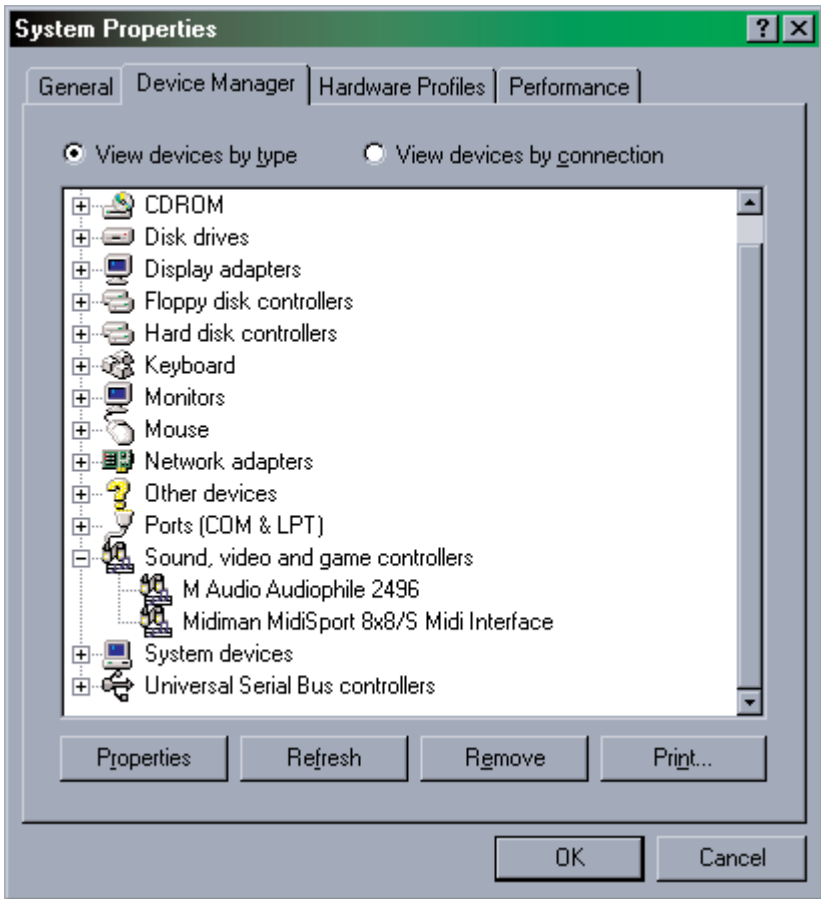 System Properties
General Device Manager Hardware Profiles Performance
View devices by type View devices by connection
CDROM
Disk drives
Display adapters
Floppy disk controllers
Hard disk controllers
Keyboard
Monitors
Mouse
Network adapters
Other devices
Ports (COM & LPT)
Sound, video and game controllers
M Audio Audiophile 2496
Midiman MidiSport 8x8/S Midi Interface
System devices
Universal Serial Bus controllers
Properties Refresh Remove Print...
OK Cancel